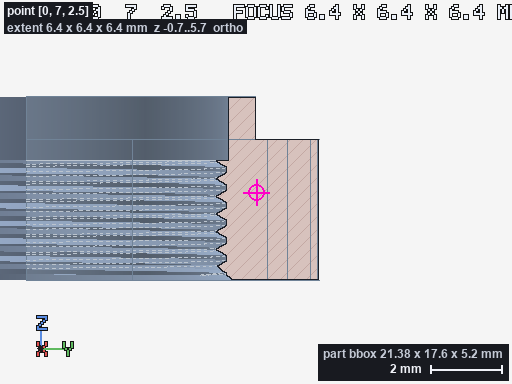 point [0, 7, 2.5]
7 2.5 FOCUS 6.4 X 6.4 X 6.4
extent 6.4 x 6.4 x 6.4 mm z -0.7..5.7 ortho
Z
X Y
part bbox 21.38 x 17.6 x 5.2 mm
2 mm